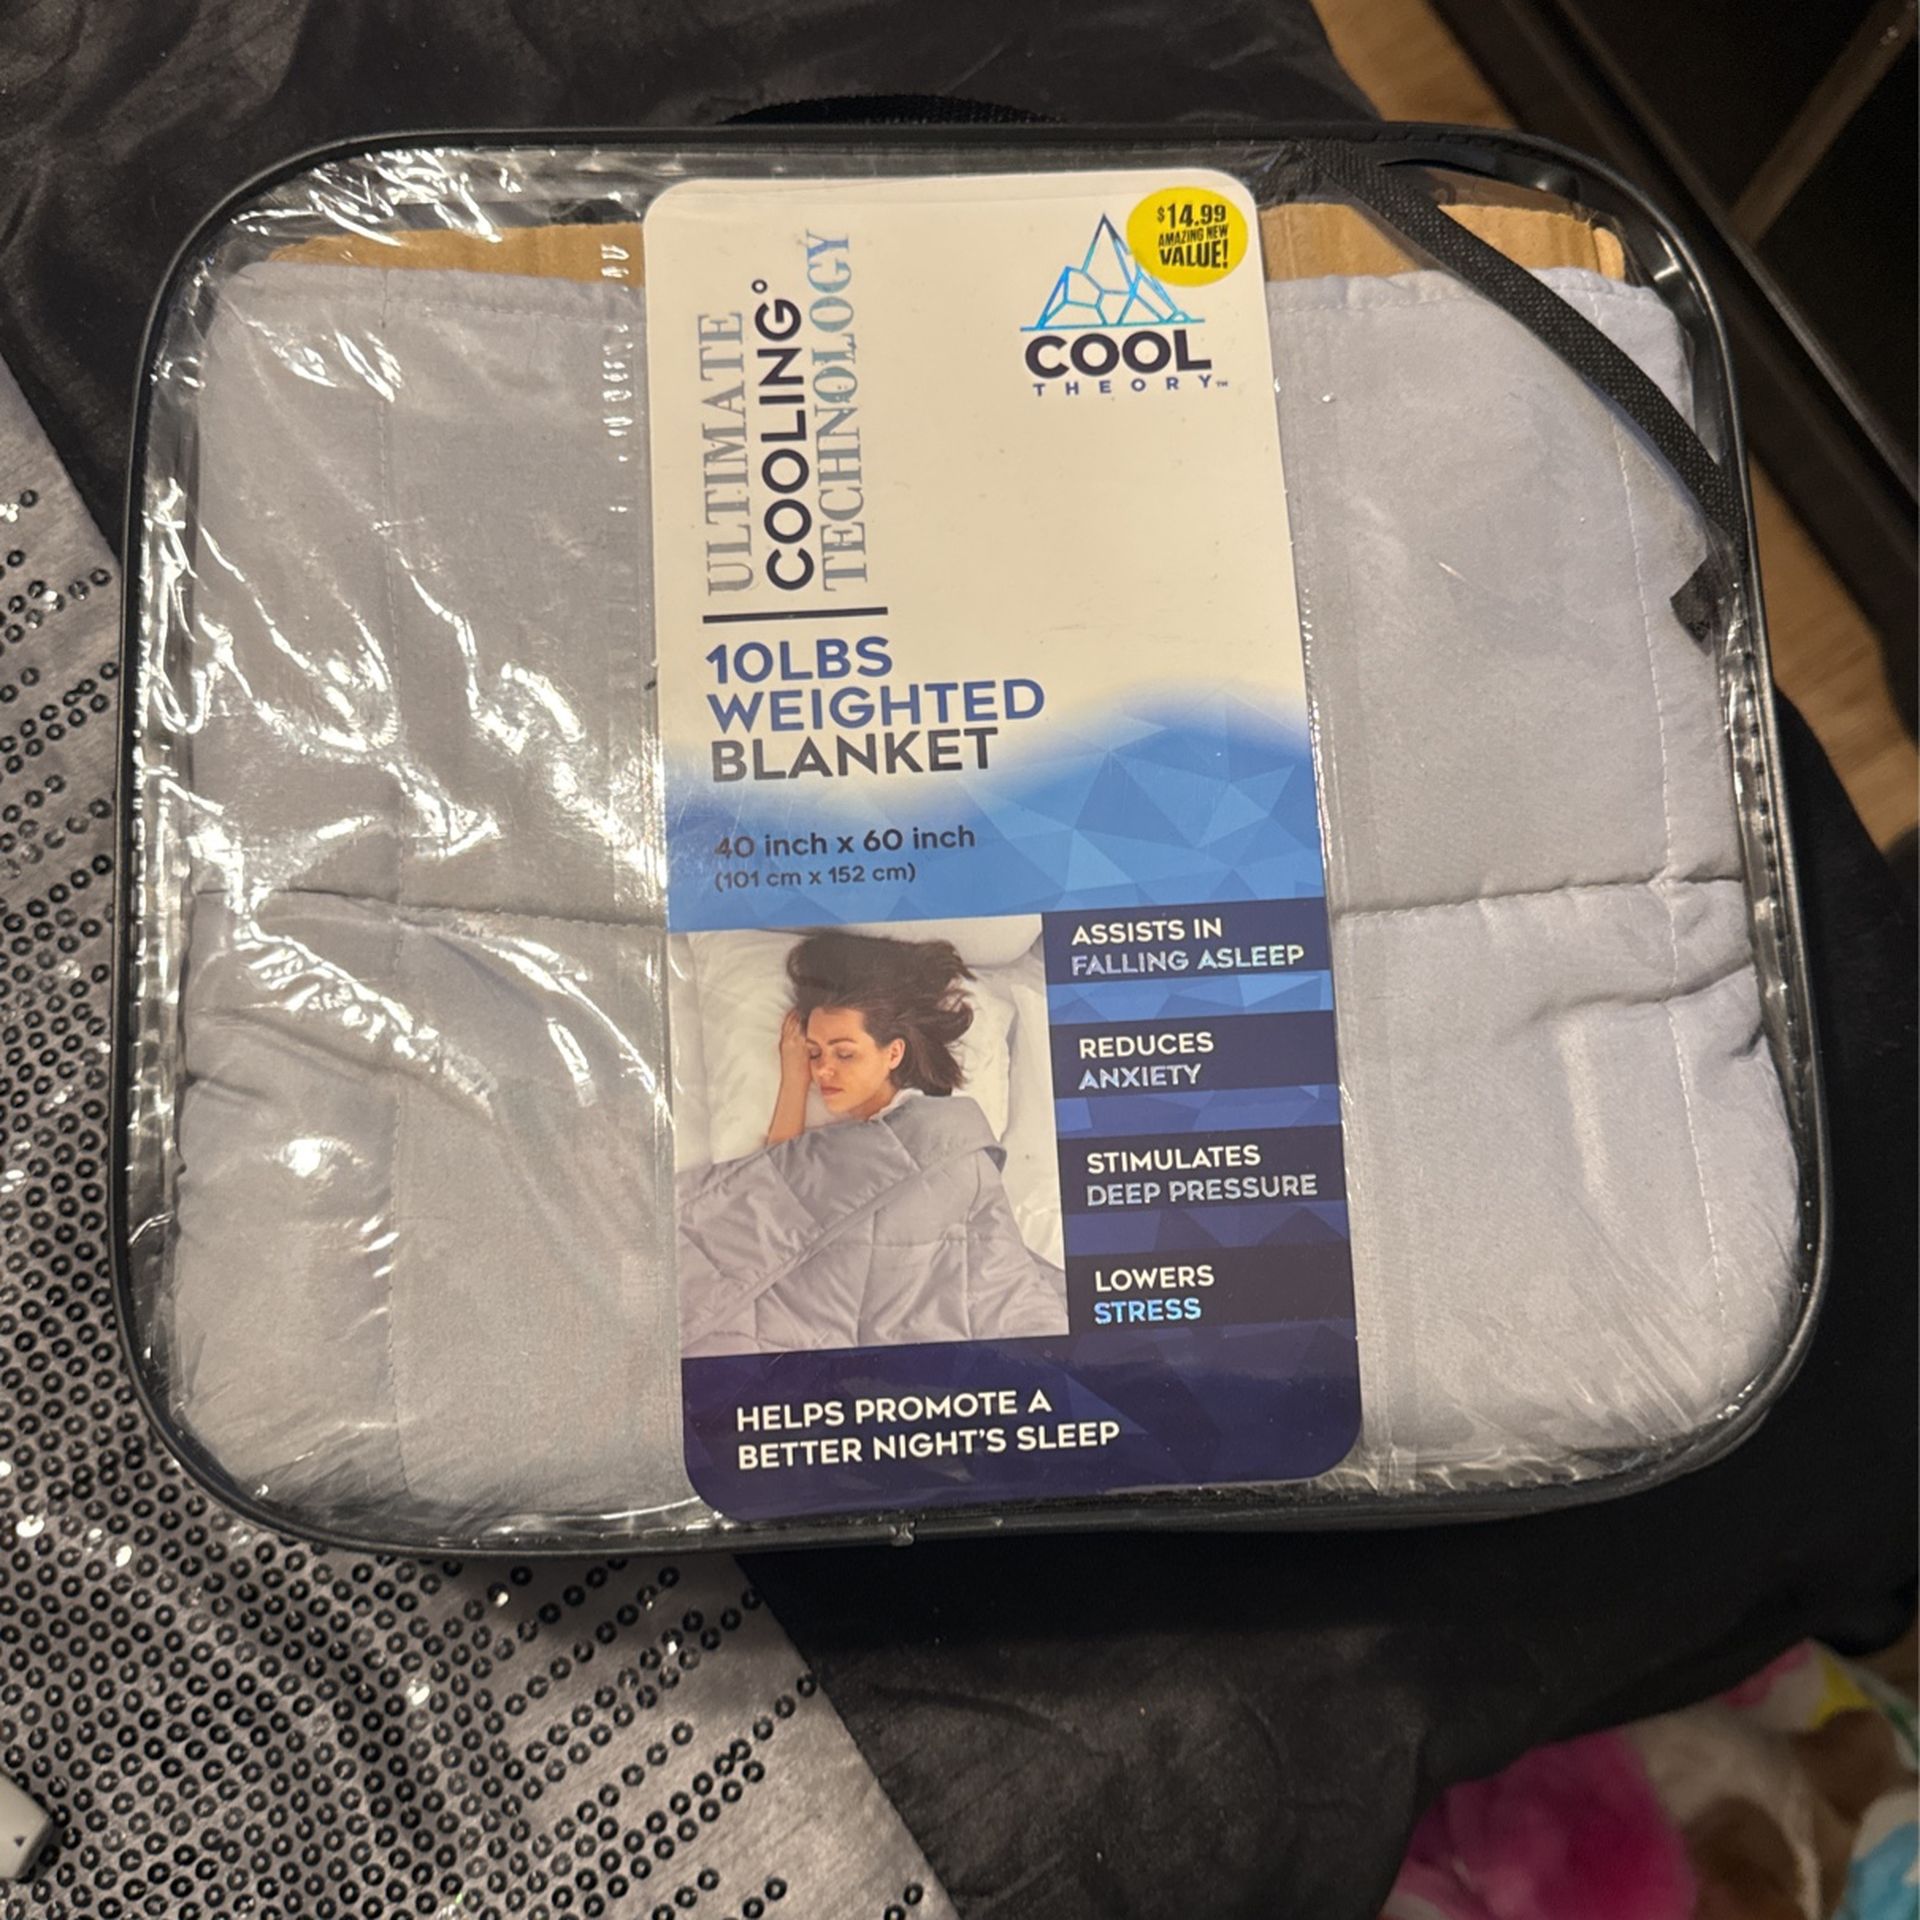 $14.99
AMAZING NEW
VALUE!
COOL
THEORY™
ULTIMATE
COOLING°
TECHNOLOGY
10LBS
WEIGHTED
BLANKET
40 inch x 60 inch
(101 cm x 152 cm)
ASSISTS IN
FALLING ASLEEP
REDUCES
ANXIETY
STIMULATES
DEEP PRESSURE
LOWERS
STRESS
HELPS PROMOTE A
BETTER NIGHT'S SLEEP